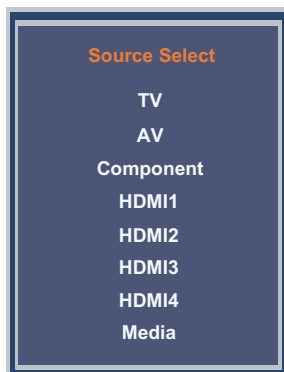 Source Select
TV
AV
Component
HDMI1
HDMI2
HDMI3
HDMI4
Media